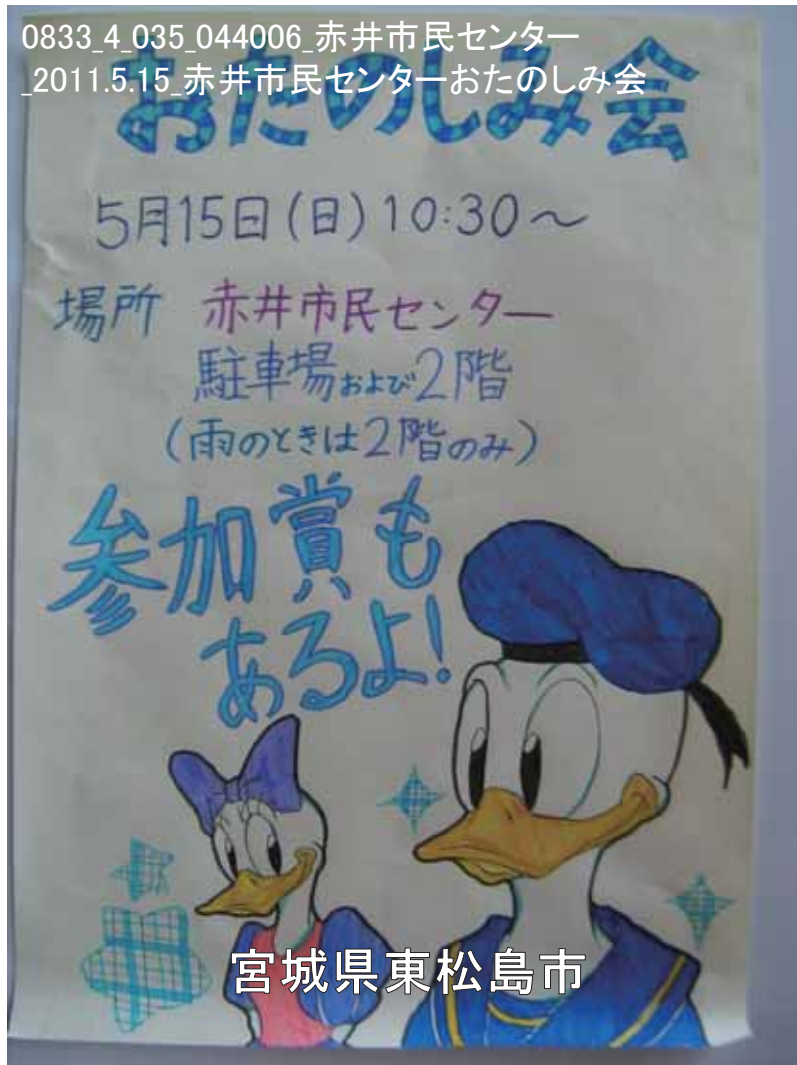 0833_4_035_044006_赤井市民センター
_2011.5.15_赤井市民センターおたのしみ会
おたのしみ会
5月15日(日)10:30〜
場所 赤井市民センター
駐車場および2階
(雨のときは2階のみ)
参加賞も
あるよ!
宮城県東松島市